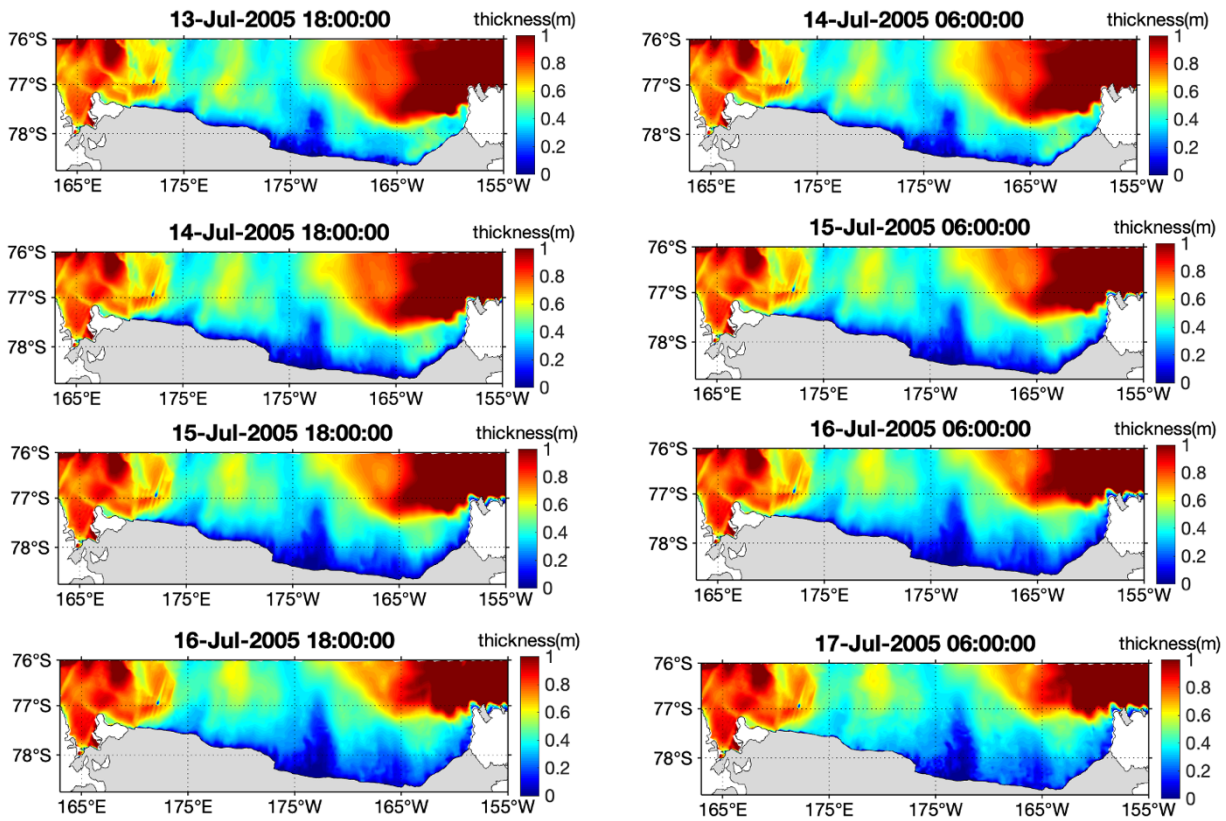 13-Jul-2005 18:00:00 thickness(m)
76°S
77°S
78°S
165°E 175°E 175°W 165°W 155°W
1
0.8
0.6
0.4
0.2
0
14-Jul-2005 06:00:00 thickness(m)
76°S
77°S
78°S
165°E 175°E 175°W 165°W 155°W
1
0.8
0.6
0.4
0.2
0
14-Jul-2005 18:00:00 thickness(m)
76°S
77°S
78°S
165°E 175°E 175°W 165°W 155°W
1
0.8
0.6
0.4
0.2
0
15-Jul-2005 06:00:00 thickness(m)
76°S
77°S
78°S
165°E 175°E 175°W 165°W 155°W
1
0.8
0.6
0.4
0.2
0
15-Jul-2005 18:00:00 thickness(m)
76°S
77°S
78°S
165°E 175°E 175°W 165°W 155°W
1
0.8
0.6
0.4
0.2
0
16-Jul-2005 06:00:00 thickness(m)
76°S
77°S
78°S
165°E 175°E 175°W 165°W 155°W
1
0.8
0.6
0.4
0.2
0
16-Jul-2005 18:00:00 thickness(m)
76°S
77°S
78°S
165°E 175°E 175°W 165°W 155°W
1
0.8
0.6
0.4
0.2
0
17-Jul-2005 06:00:00 thickness(m)
76°S
77°S
78°S
165°E 175°E 175°W 165°W 155°W
1
0.8
0.6
0.4
0.2
0